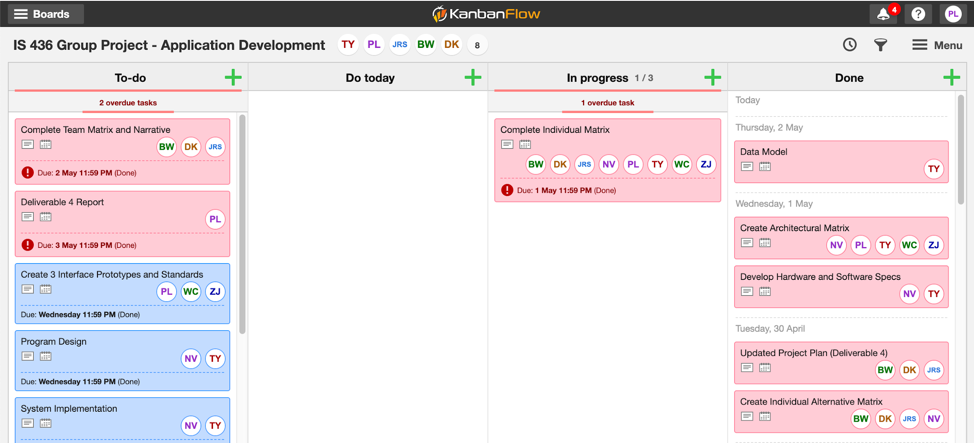 Boards
KanbanFlow
4
?
PL
IS 436 Group Project - Application Development
TY PL JRS BW DK 8
Menu
To-do
2 overdue tasks
Complete Team Matrix and Narrative
BW DK JRS
Due: 2 May 11:59 PM (Done)
Deliverable 4 Report
PL
Due: 3 May 11:59 PM (Done)
Create 3 Interface Prototypes and Standards
PL WC ZJ
Due: Wednesday 11:59 PM (Done)
Program Design
NV TY
Due: Wednesday 11:59 PM (Done)
System Implementation
NV TY
Do today
In progress 1 / 3
1 overdue task
Complete Individual Matrix
BW DK JRS NV PL TY WC ZJ
Due: 1 May 11:59 PM (Done)
Done
Today
Thursday, 2 May
Data Model
TY
Wednesday, 1 May
Create Architectural Matrix
NV PL TY WC ZJ
Develop Hardware and Software Specs
NV TY
Tuesday, 30 April
Updated Project Plan (Deliverable 4)
BW DK JRS
Create Individual Alternative Matrix
BW DK JRS NV